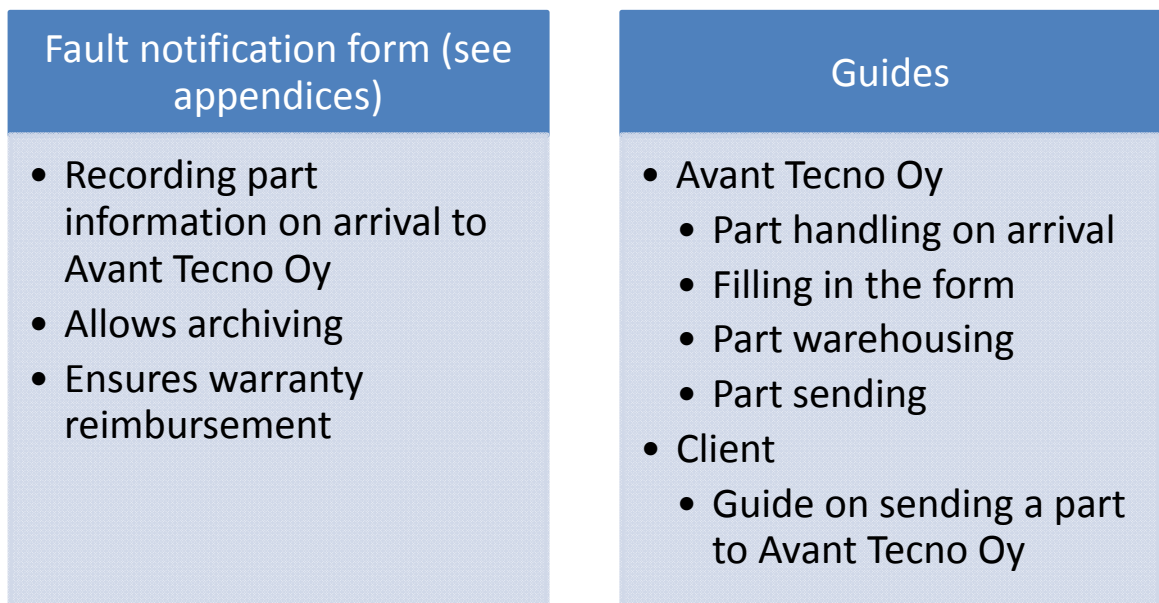 Fault notification form (see
appendices)
• Recording part
information on arrival to
Avant Tecno Oy
• Allows archiving
• Ensures warranty
reimbursement
Guides
• Avant Tecno Oy
• Part handling on arrival
• Filling in the form
• Part warehousing
• Part sending
• Client
• Guide on sending a part
to Avant Tecno Oy